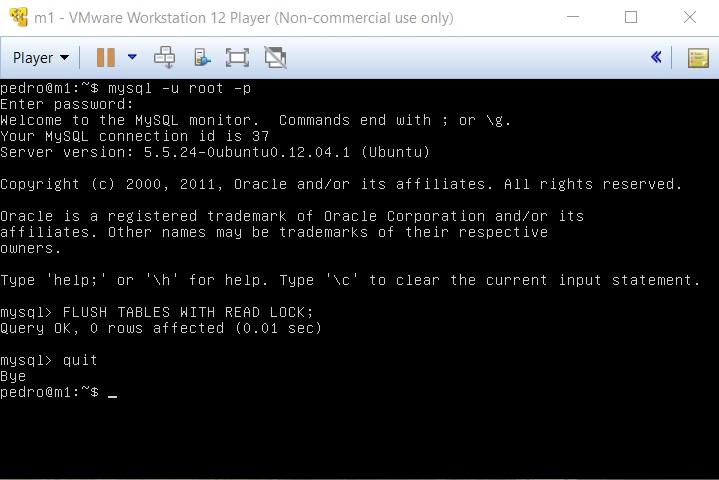 m1 - VMware Workstation 12 Player (Non-commercial use only)
Player
pedro@m1:~$ mysql -u root -p
Enter password:
Welcome to the MySQL monitor.  Commands end with ; or \g.
Your MySQL connection id is 37
Server version: 5.5.24-0ubuntu0.12.04.1 (Ubuntu)
Copyright (c) 2000, 2011, Oracle and/or its affiliates. All rights reserved.
Oracle is a registered trademark of Oracle Corporation and/or its
affiliates. Other names may be trademarks of their respective
owners.
Type 'help;' or '\h' for help. Type '\c' to clear the current input statement.
mysql> FLUSH TABLES WITH READ LOCK;
Query OK, 0 rows affected (0.01 sec)
mysql> quit
Bye
pedro@m1:~$ _